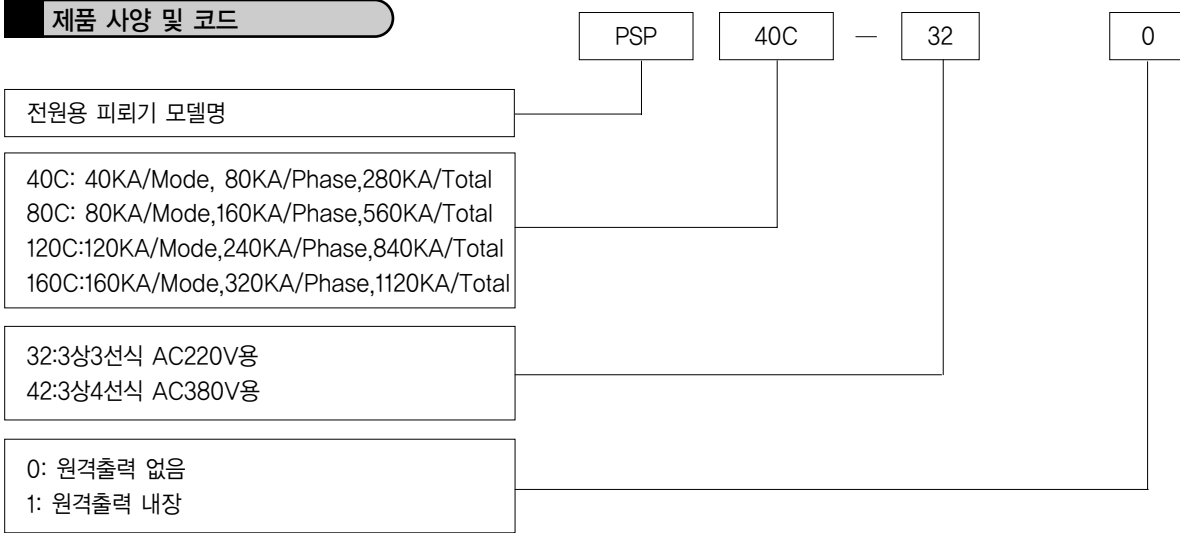 제품 사양 및 코드
PSP 40C — 32 0
전원용 피뢰기 모델명
40C: 40KA/Mode, 80KA/Phase,280KA/Total
80C: 80KA/Mode,160KA/Phase,560KA/Total
120C:120KA/Mode,240KA/Phase,840KA/Total
160C:160KA/Mode,320KA/Phase,1120KA/Total
32:3상3선식 AC220V용
42:3상4선식 AC380V용
0: 원격출력 없음
1: 원격출력 내장